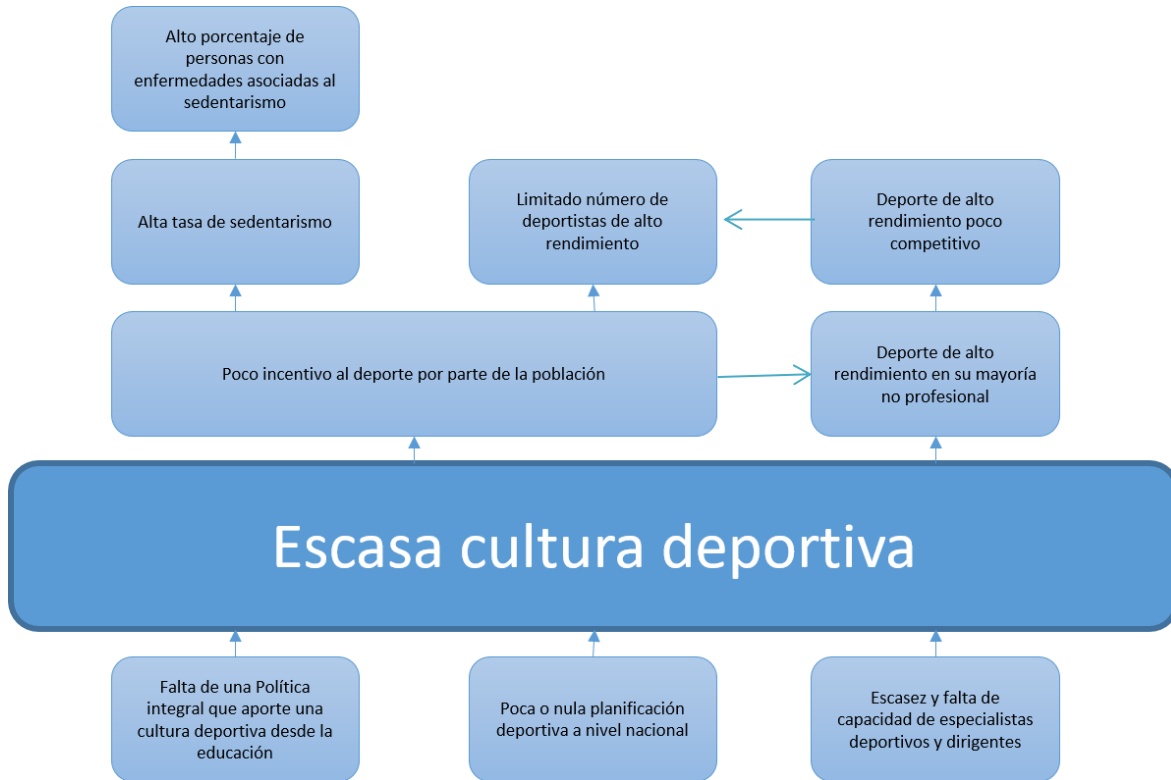 Alto porcentaje de
personas con
enfermedades asociadas al
sedentarismo
Alta tasa de sedentarismo
Limitado número de
deportistas de alto
rendimiento
Deporte de alto
rendimiento poco
competitivo
Poco incentivo al deporte por parte de la población
Deporte de alto
rendimiento en su mayoría
no profesional
Escasa cultura deportiva
Falta de una Política
integral que aporte una
cultura deportiva desde la
educación
Poca o nula planificación
deportiva a nivel nacional
Escasez y falta de
capacidad de especialistas
deportivos y dirigentes